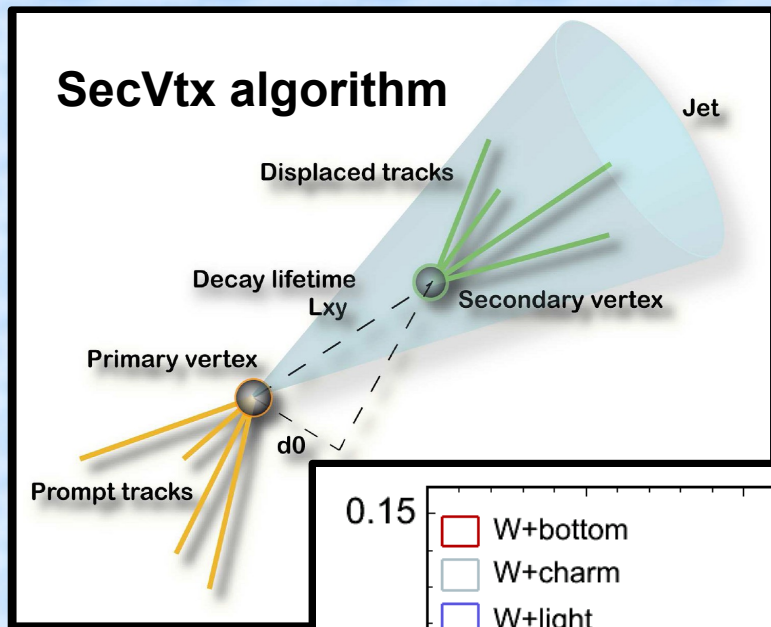 SecVtx algorithm
Jet
Displaced tracks
Decay lifetime
Lxy
Secondary vertex
Primary vertex
d0
Prompt tracks
0.15
W+bottom
W+charm
W+light